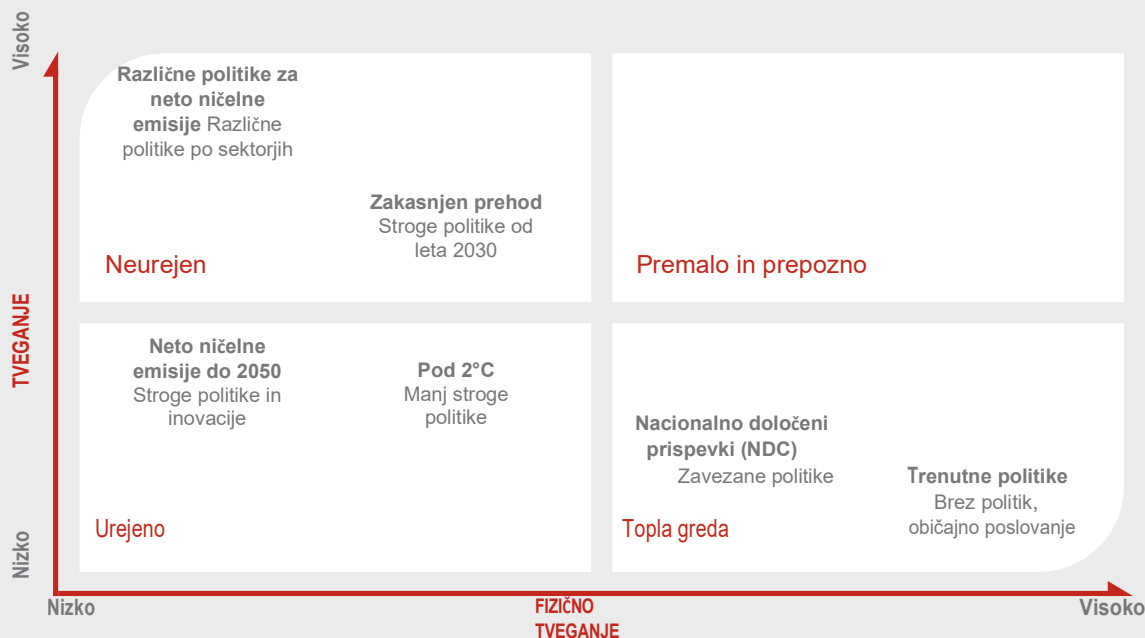 Visoko
Različne politike za
neto ničelne
emisije Različne
politike po sektorjih
Zakasnjen prehod
Stroge politike od
leta 2030
Neurejen
Premalo in prepozno
TVEGANJE
Neto ničelne
emisije do 2050
Stroge politike in
inovacije
Pod 2°C
Manj stroge
politike
Urejeno
Nacionalno določeni
prispevki (NDC)
Zavezane politike
Trenutne politike
Brez politik,
običajno poslovanje
Topla greda
Nizko
Nizko
FIZIČNO
TVEGANJE
Visoko